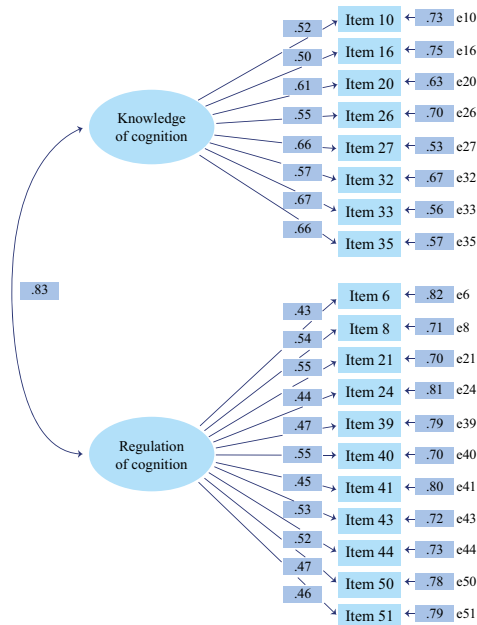 .52 Item 10 .73 e10
.50 Item 16 .75 e16
.61 Item 20 .63 e20
.55 Item 26 .70 e26
.66 Item 27 .53 e27
.57 Item 32 .67 e32
.67 Item 33 .56 e33
.66 Item 35 .57 e35
Knowledge
of cognition
.83
.43 Item 6 .82 e6
.54 Item 8 .71 e8
.55 Item 21 .70 e21
.44 Item 24 .81 e24
.47 Item 39 .79 e39
.55 Item 40 .70 e40
.45 Item 41 .80 e41
.53 Item 43 .72 e43
.52 Item 44 .73 e44
.47 Item 50 .78 e50
.46 Item 51 .79 e51
Regulation
of cognition